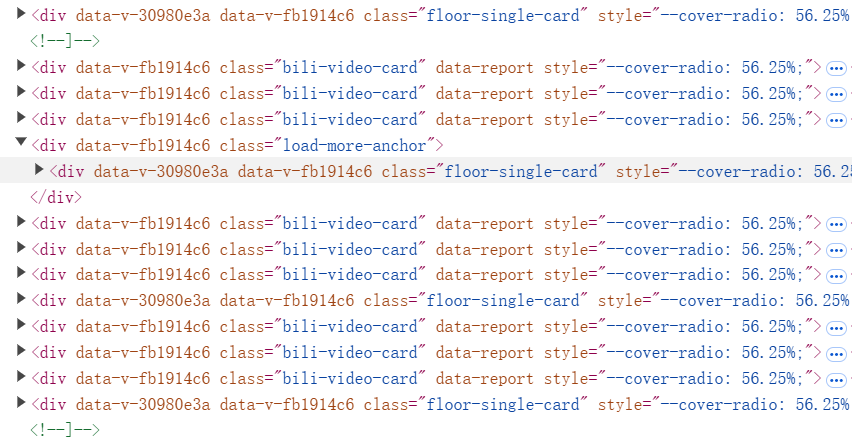 ▶<div data-v-30980e3a data-v-fb1914c6 class="floor-single-card" style="--cover-radio: 56.25%
<!--]-->
▶<div data-v-fb1914c6 class="bili-video-card" data-report style="--cover-radio: 56.25%;">…
▶<div data-v-fb1914c6 class="bili-video-card" data-report style="--cover-radio: 56.25%;">…
▶<div data-v-fb1914c6 class="bili-video-card" data-report style="--cover-radio: 56.25%;">…
▼<div data-v-fb1914c6 class="load-more-anchor">
▶<div data-v-30980e3a data-v-fb1914c6 class="floor-single-card" style="--cover-radio: 56.2
</div>
▶<div data-v-fb1914c6 class="bili-video-card" data-report style="--cover-radio: 56.25%;">…
▶<div data-v-fb1914c6 class="bili-video-card" data-report style="--cover-radio: 56.25%;">…
▶<div data-v-fb1914c6 class="bili-video-card" data-report style="--cover-radio: 56.25%;">…
▶<div data-v-30980e3a data-v-fb1914c6 class="floor-single-card" style="--cover-radio: 56.25%
▶<div data-v-fb1914c6 class="bili-video-card" data-report style="--cover-radio: 56.25%;">…
▶<div data-v-fb1914c6 class="bili-video-card" data-report style="--cover-radio: 56.25%;">…
▶<div data-v-fb1914c6 class="bili-video-card" data-report style="--cover-radio: 56.25%;">…
▶<div data-v-30980e3a data-v-fb1914c6 class="floor-single-card" style="--cover-radio: 56.25%
<!--]-->